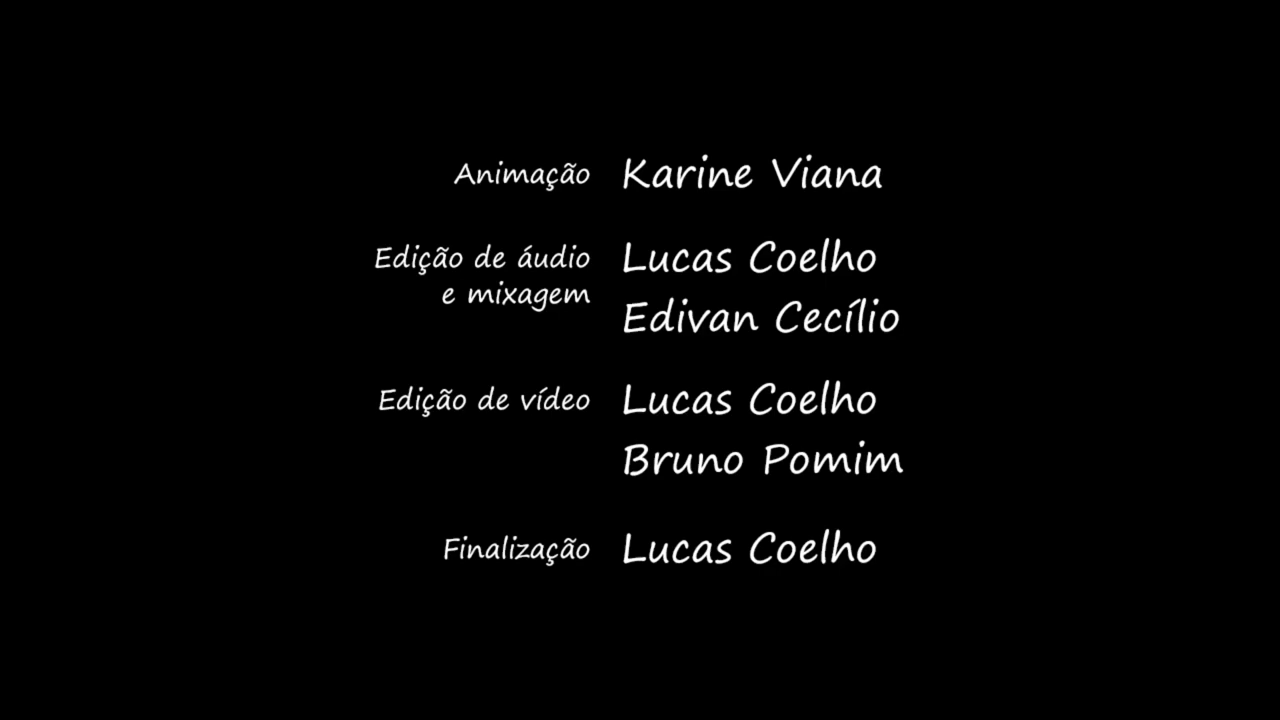 Animação Karine Viana
Edição de áudio Lucas Coelho
e mixagem
Edivan Cecílio
Edição de vídeo Lucas Coelho
Bruno Pomim
Finalização Lucas Coelho